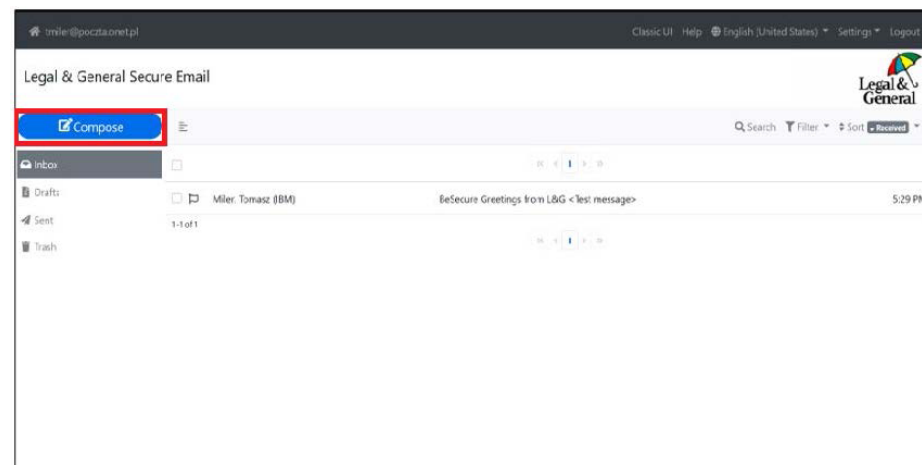 tmiler@poczta.onet.pl Classic UI Help English (United States) Settings Logout
Legal & General Secure Email
Legal & General
Compose Search Filter Sort Received
Inbox
1
Drafts Miler, Tomasz (IBM) BeSecure Greetings from L&G <Test message> 5:29 PM
Sent 1-1 of 1
Trash 1